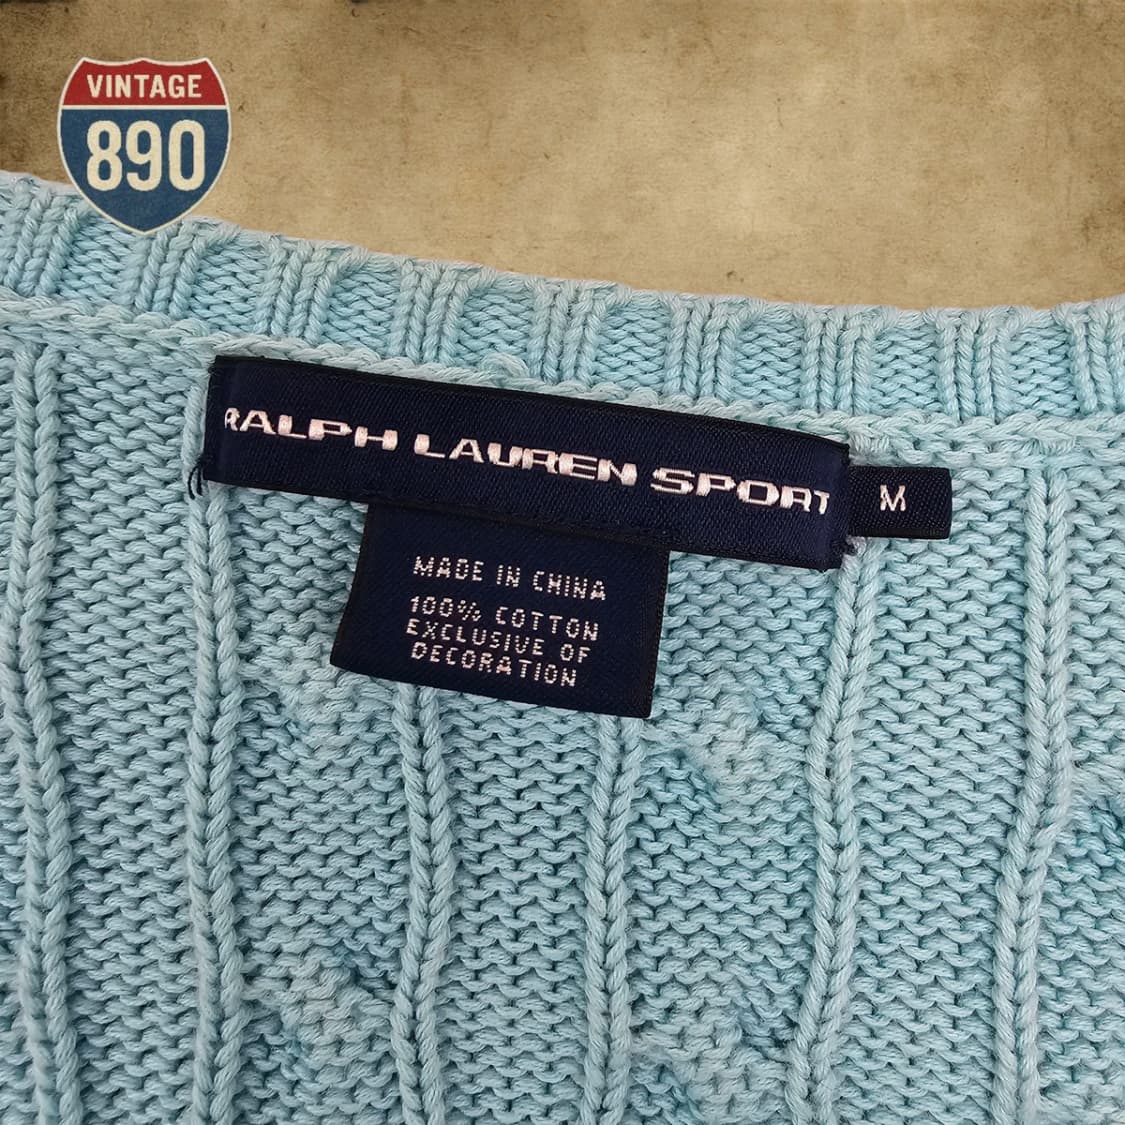 VINTAGE
890
RALPH LAUREN SPORT
M
MADE IN CHINA
100% COTTON
EXCLUSIVE OF
DECORATION